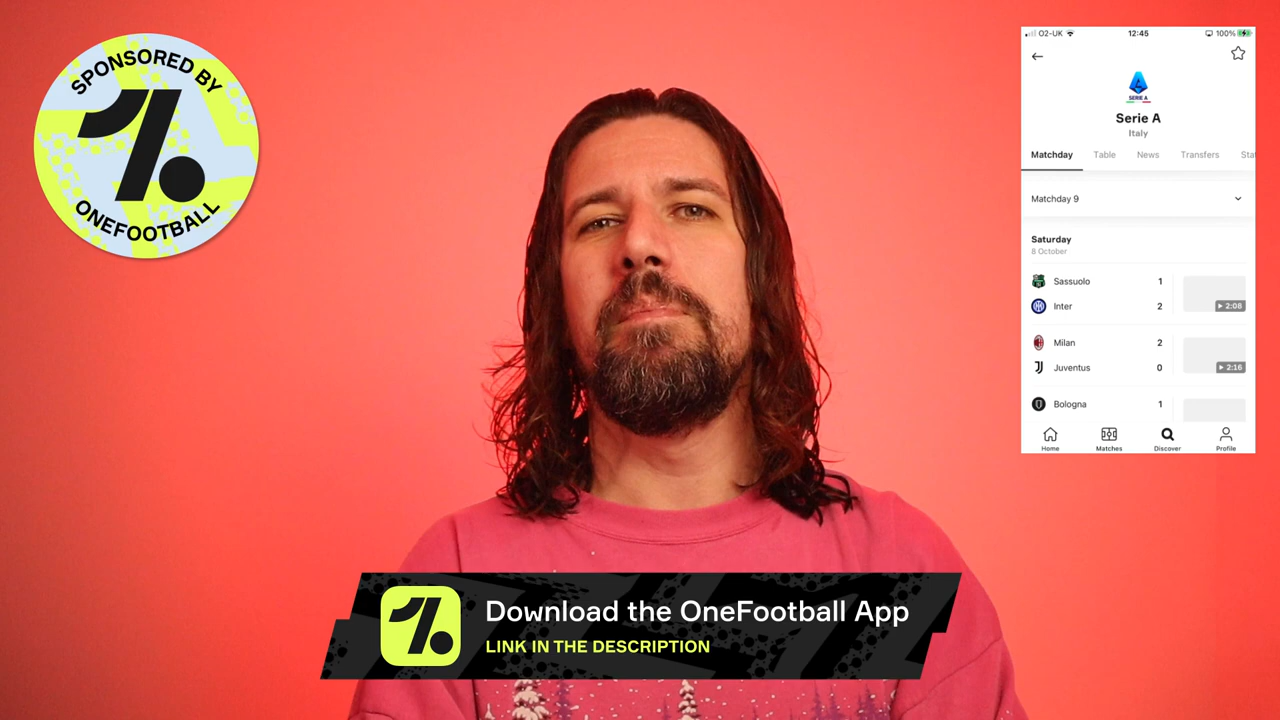 SPONSORED BY
ONEFOOTBALL
O2-UK
12:45
100%
SERIE A
Serie A
Italy
Matchday Table News Transfers Stat
Matchday 9
Saturday
8 October
Sassuolo 1
Inter 2
2:08
Milan 2
Juventus 0
2:16
Bologna 1
Home Matches Discover Profile
Download the OneFootball App
LINK IN THE DESCRIPTION